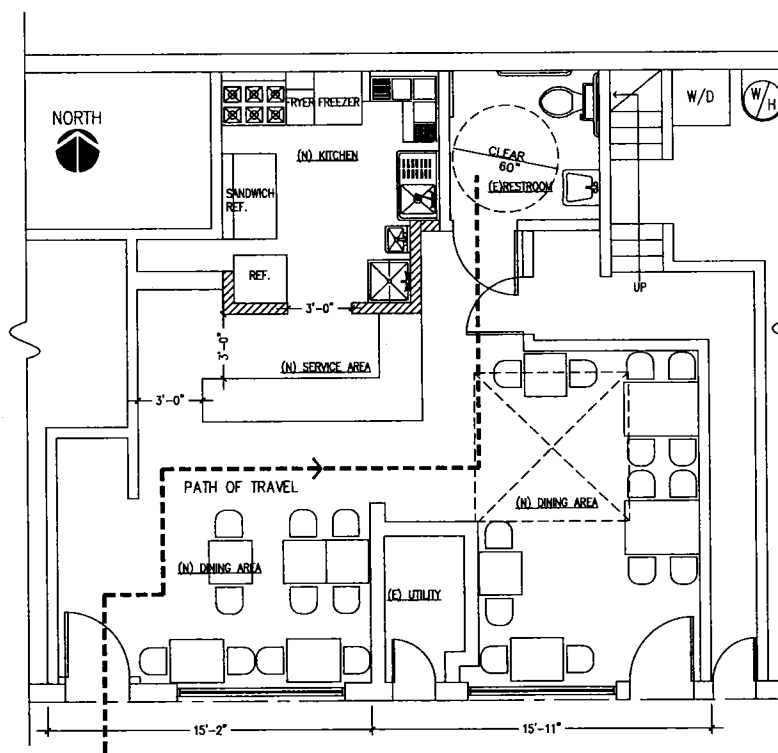 NORTH
FRYER
FREEZER
W/D
W/H
(N) KITCHEN
CLEAR
60"
(E)RESTROOM
SANDWICH
REF.
REF.
UP
3'-0"
3'-0"
(N) SERVICE AREA
3'-0"
PATH OF TRAVEL
(N) DINING AREA
(N) DINING AREA
(E) UTILITY
15'-2"
15'-11"